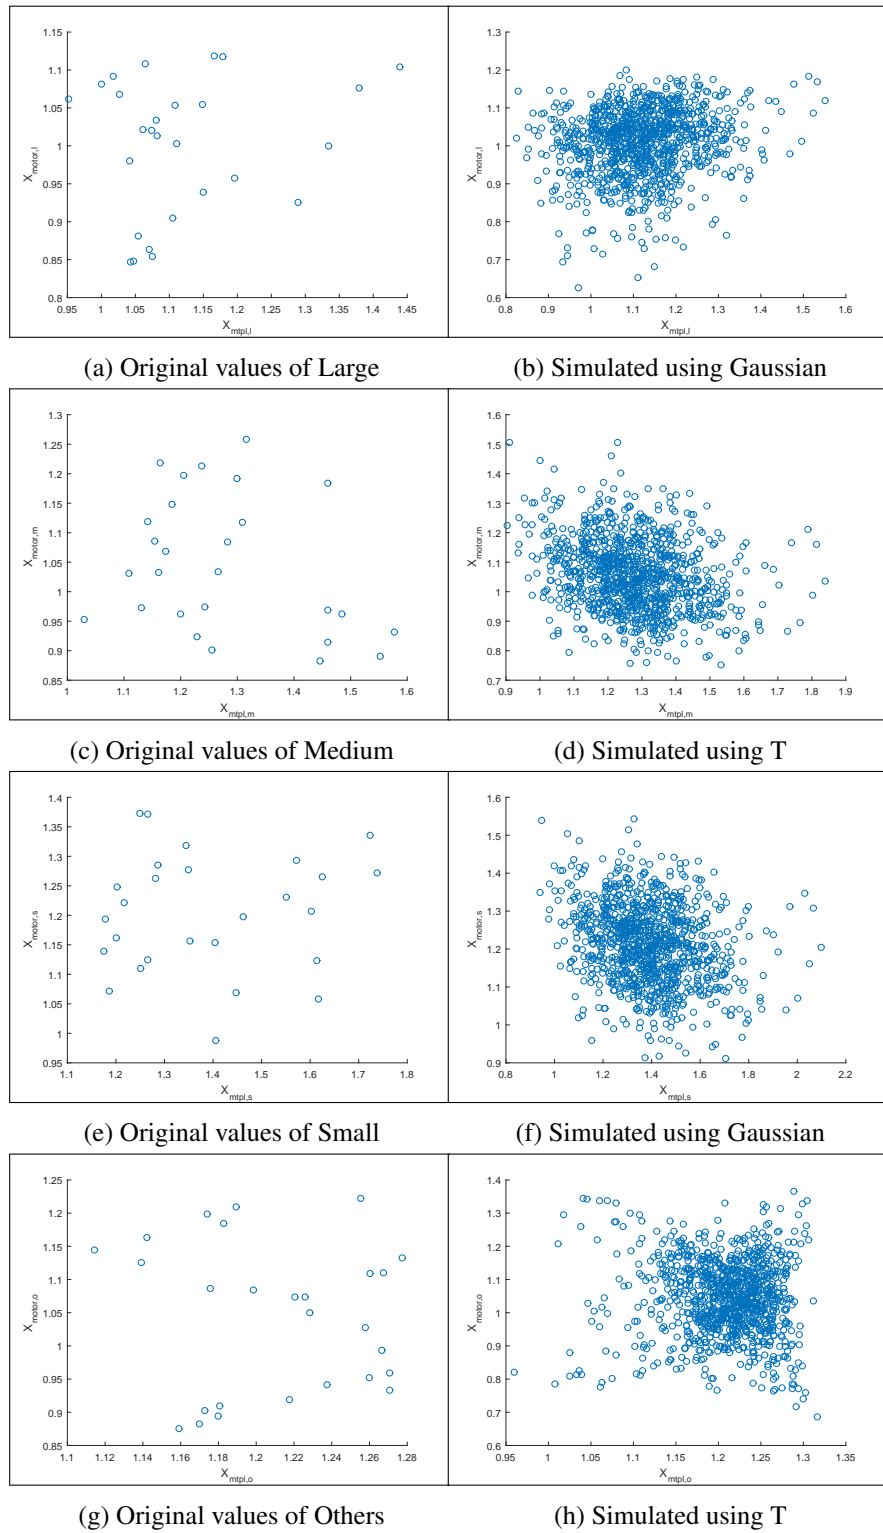 1.15
1.1
1.05
1
0.95
0.9
0.85
0.8
0.95 1 1.05 1.1 1.15 1.2 1.25 1.3 1.35 1.4 1.45
X_mtpl,l
X_motor,l
1.3
1.2
1.1
1
0.9
0.8
0.7
0.6
0.8 0.9 1 1.1 1.2 1.3 1.4 1.5 1.6
X_mtpl,l
X_motor,l
(a) Original values of Large
(b) Simulated using Gaussian
1.3
1.25
1.2
1.15
1.1
1.05
1
0.95
0.9
0.85
1 1.1 1.2 1.3 1.4 1.5 1.6
X_mtpl,m
X_motor,m
1.6
1.5
1.4
1.3
1.2
1.1
1
0.9
0.8
0.7
0.9 1 1.1 1.2 1.3 1.4 1.5 1.6 1.7 1.8 1.9
X_mtpl,m
X_motor,m
(c) Original values of Medium
(d) Simulated using T
1.4
1.35
1.3
1.25
1.2
1.15
1.1
1.05
1
0.95
1.1 1.2 1.3 1.4 1.5 1.6 1.7 1.8
X_mtpl,s
X_motor,s
1.6
1.5
1.4
1.3
1.2
1.1
1
0.9
0.8 1 1.2 1.4 1.6 1.8 2 2.2
X_mtpl,s
X_motor,s
(e) Original values of Small
(f) Simulated using Gaussian
1.25
1.2
1.15
1.1
1.05
1
0.95
0.9
0.85
1.1 1.12 1.14 1.16 1.18 1.2 1.22 1.24 1.26 1.28
X_mtpl,o
X_motor,o
1.4
1.3
1.2
1.1
1
0.9
0.8
0.7
0.6
0.95 1 1.05 1.1 1.15 1.2 1.25 1.3 1.35
X_mtpl,o
X_motor,o
(g) Original values of Others
(h) Simulated using T